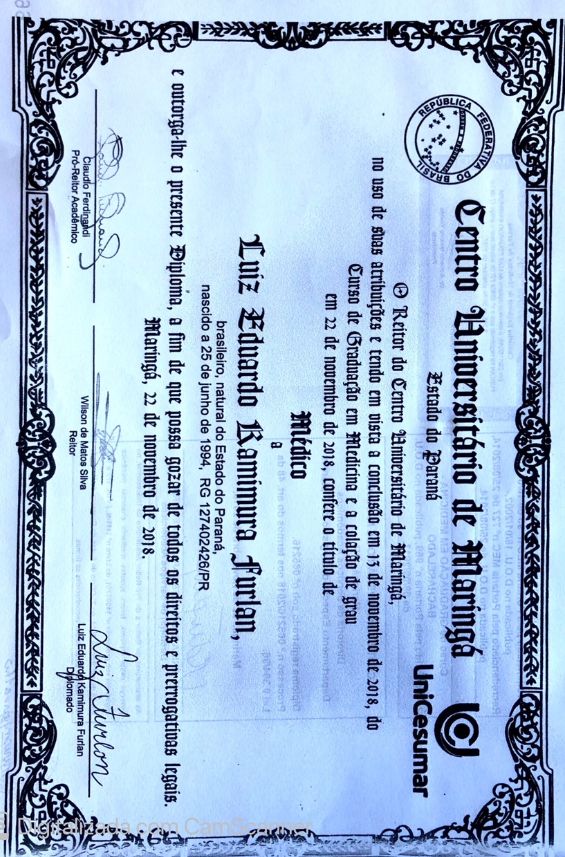 REPÚBLICA FEDERATIVA DO BRASIL
Centro Universitário de Maringá
Estado do Paraná
UniCesumar
O Reitor do Centro Universitário de Maringá,
no uso de suas atribuições e tendo em vista a conclusão em 13 de novembro de 2018, do
Curso de Graduação em Medicina e a colação de grau
em 22 de novembro de 2018, confere o título de
Médico
a
Luiz Eduardo Kamimura Furlan,
brasileiro, natural do Estado do Paraná,
nascido a 25 de junho de 1994, RG 127402426/PR
e outorga-lhe o presente Diploma, a fim de que possa gozar de todos os direitos e prerrogativas legais.
Maringá, 22 de novembro de 2018.
Claudio Ferdinandi
Pró-Reitor Acadêmico
Wilson de Matos Silva
Reitor
Luiz Furlan
Luiz Eduardo Kamimura Furlan
Diplomado
Digitalizada com CamScanner